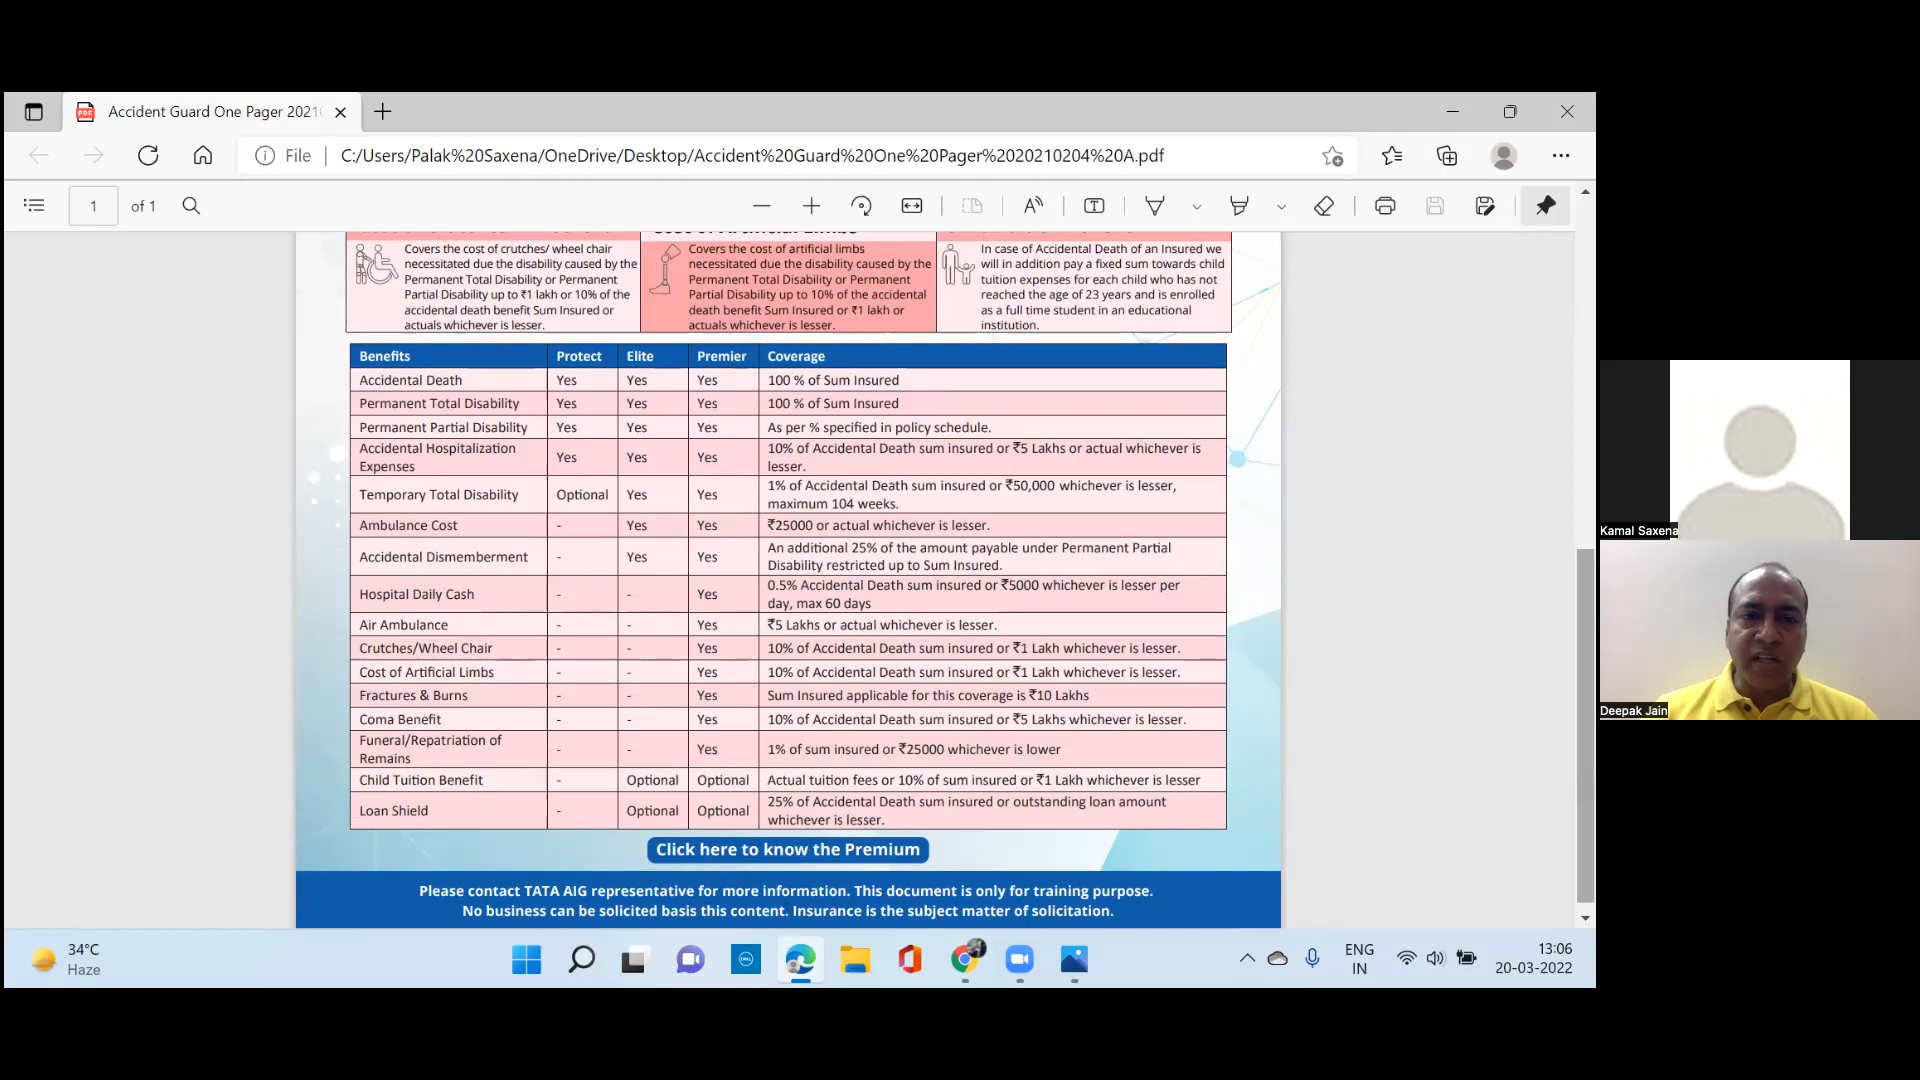 Accident Guard One Pager 2021
File
C:/Users/Palak%20Saxena/OneDrive/Desktop/Accident%20Guard%20One%20Pager%2020210204%20A.pdf
1 of 1
Covers the cost of crutches/ wheel chair
necessitated due the disability caused by the
Permanent Total Disability or Permanent
Partial Disability up to ₹1 lakh or 10% of the
accidental death benefit Sum Insured or
actuals whichever is lesser.
Cost of Artificial Limbs
Covers the cost of artificial limbs
necessitated due the disability caused by the
Permanent Total Disability or Permanent
Partial Disability up to 10% of the accidental
death benefit Sum Insured or ₹1 lakh or
actuals whichever is lesser.
In case of Accidental Death of an Insured we
will in addition pay a fixed sum towards child
tuition expenses for each child who has not
reached the age of 23 years and is enrolled
as a full time student in an educational
institution.
Benefits Protect Elite Premier Coverage
Accidental Death Yes Yes Yes 100 % of Sum Insured
Permanent Total Disability Yes Yes Yes 100 % of Sum Insured
Permanent Partial Disability Yes Yes Yes As per % specified in policy schedule.
Accidental Hospitalization
Expenses Yes Yes Yes 10% of Accidental Death sum insured or ₹5 Lakhs or actual whichever is
lesser.
Temporary Total Disability Optional Yes Yes 1% of Accidental Death sum insured or ₹50,000 whichever is lesser,
maximum 104 weeks.
Ambulance Cost - Yes Yes ₹25000 or actual whichever is lesser.
Accidental Dismemberment - Yes Yes An additional 25% of the amount payable under Permanent Partial
Disability restricted up to Sum Insured.
Hospital Daily Cash - - Yes 0.5% Accidental Death sum insured or ₹5000 whichever is lesser per
day, max 60 days
Air Ambulance - - Yes ₹5 Lakhs or actual whichever is lesser.
Crutches/Wheel Chair - - Yes 10% of Accidental Death sum insured or ₹1 Lakh whichever is lesser.
Cost of Artificial Limbs - - Yes 10% of Accidental Death sum insured or ₹1 Lakh whichever is lesser.
Fractures & Burns - - Yes Sum Insured applicable for this coverage is ₹10 Lakhs
Coma Benefit - - Yes 10% of Accidental Death sum insured or ₹5 Lakhs whichever is lesser.
Funeral/Repatriation of
Remains - - Yes 1% of sum insured or ₹25000 whichever is lower
Child Tuition Benefit - Optional Optional Actual tuition fees or 10% of sum insured or ₹1 Lakh whichever is lesser
Loan Shield - Optional Optional 25% of Accidental Death sum insured or outstanding loan amount
whichever is lesser.
Click here to know the Premium
Please contact TATA AIG representative for more information. This document is only for training purpose.
No business can be solicited basis this content. Insurance is the subject matter of solicitation.
Kamal Saxena
Deepak Jain
34°C
Haze
ENG
IN
13:06
20-03-2022